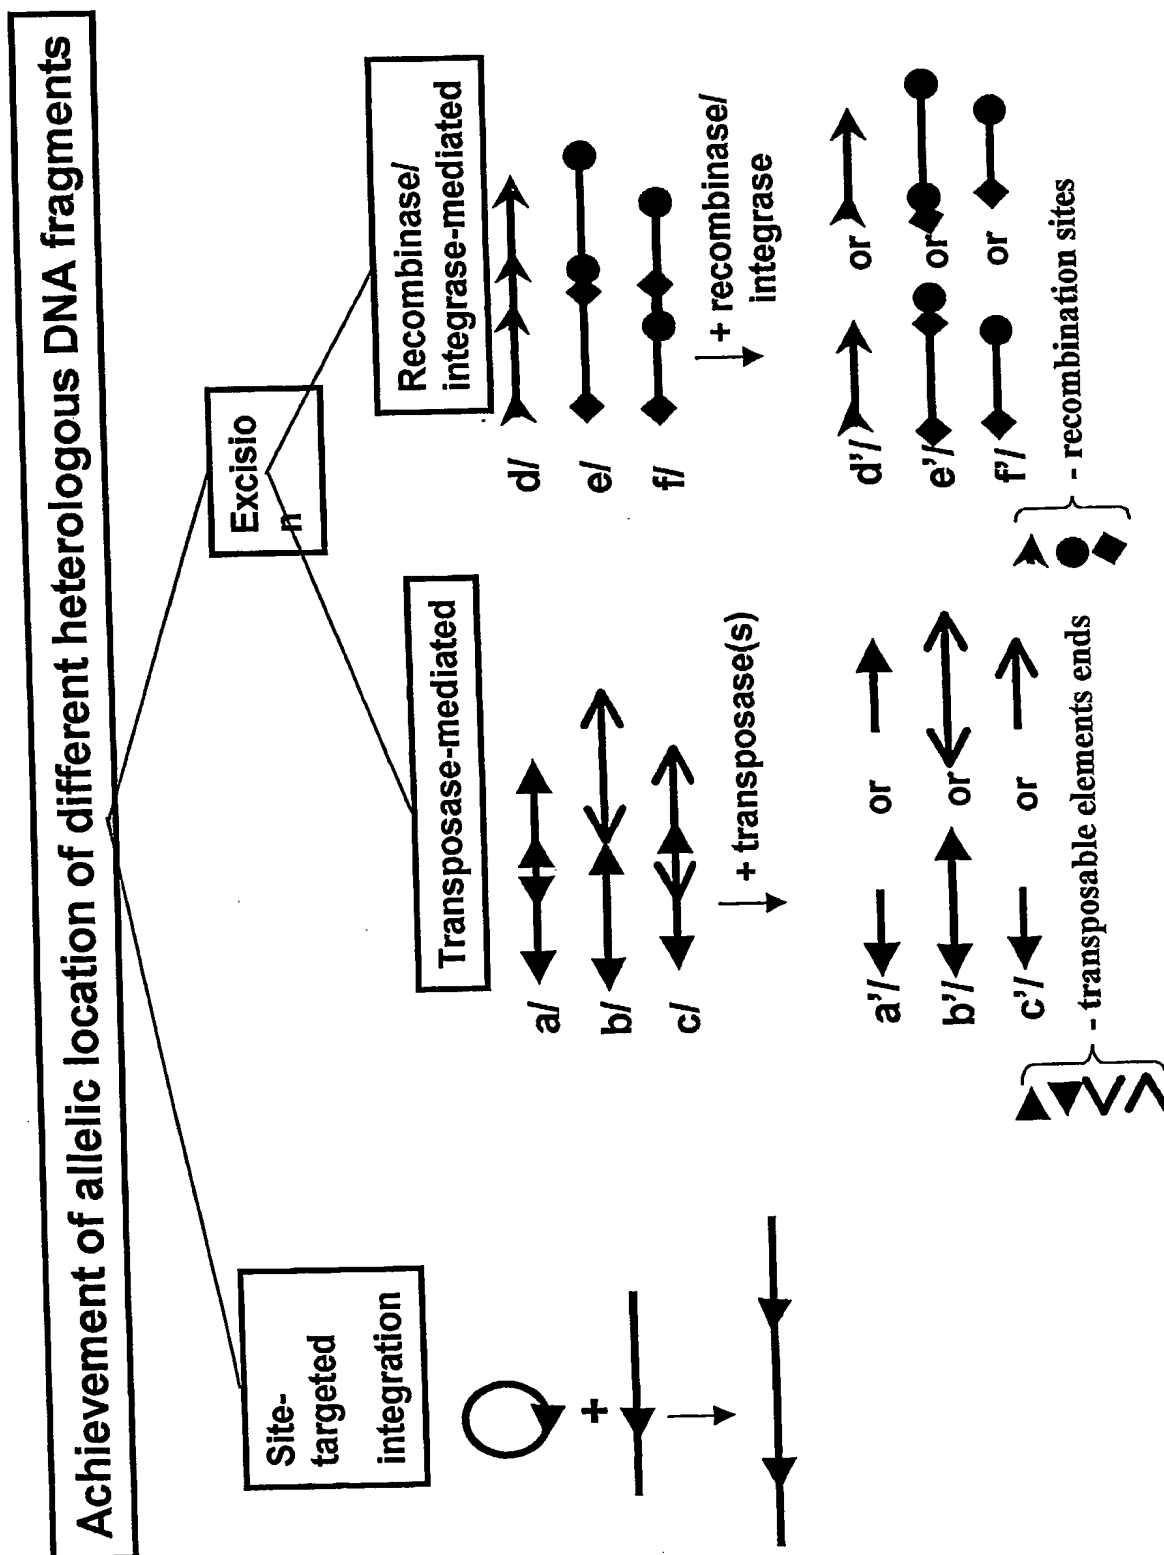 Achievement of allelic location of different heterologous DNA fragments
Site-
targeted
integration
+
Excisio
n
Transposase-mediated
a/
b/
c/
+ transposase(s)
a’/ or
b’/ or
c’/ or
- transposable elements ends
Recombinase/
integrase-mediated
d/
e/
f/
+ recombinase/
integrase
d’/ or
e’/ or
f’/ or
- recombination sites